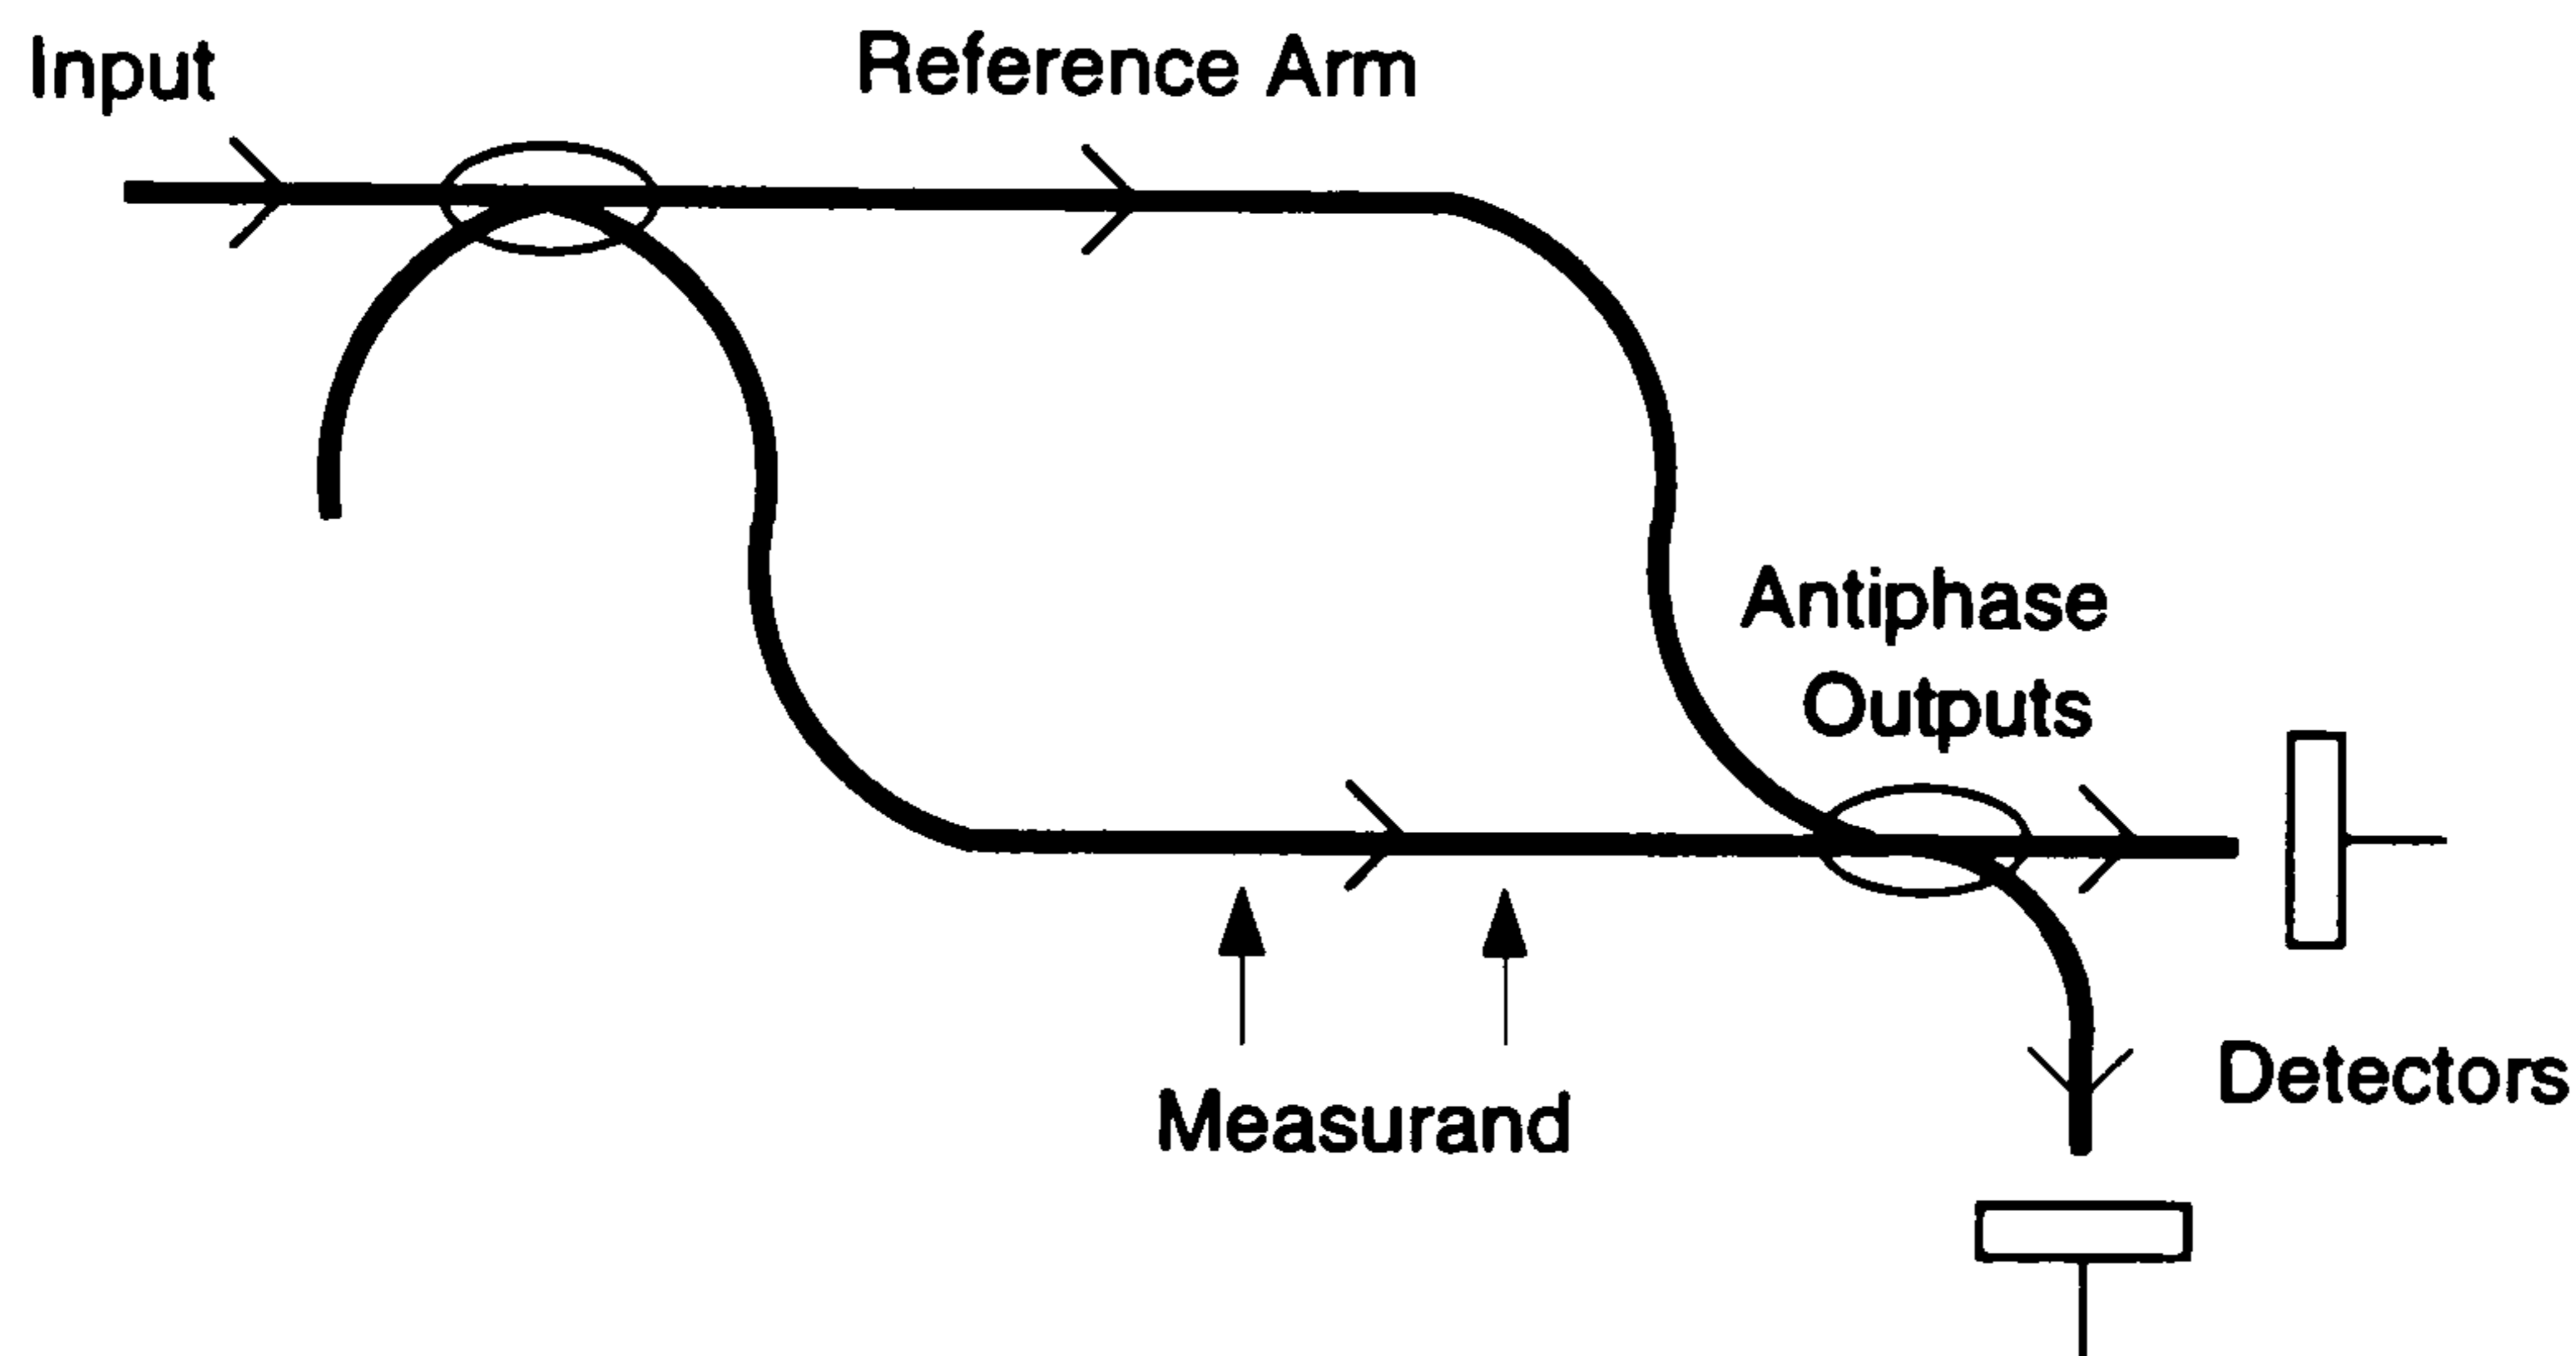 Input
Reference Arm
Antiphase
Outputs
Detectors
Measurand